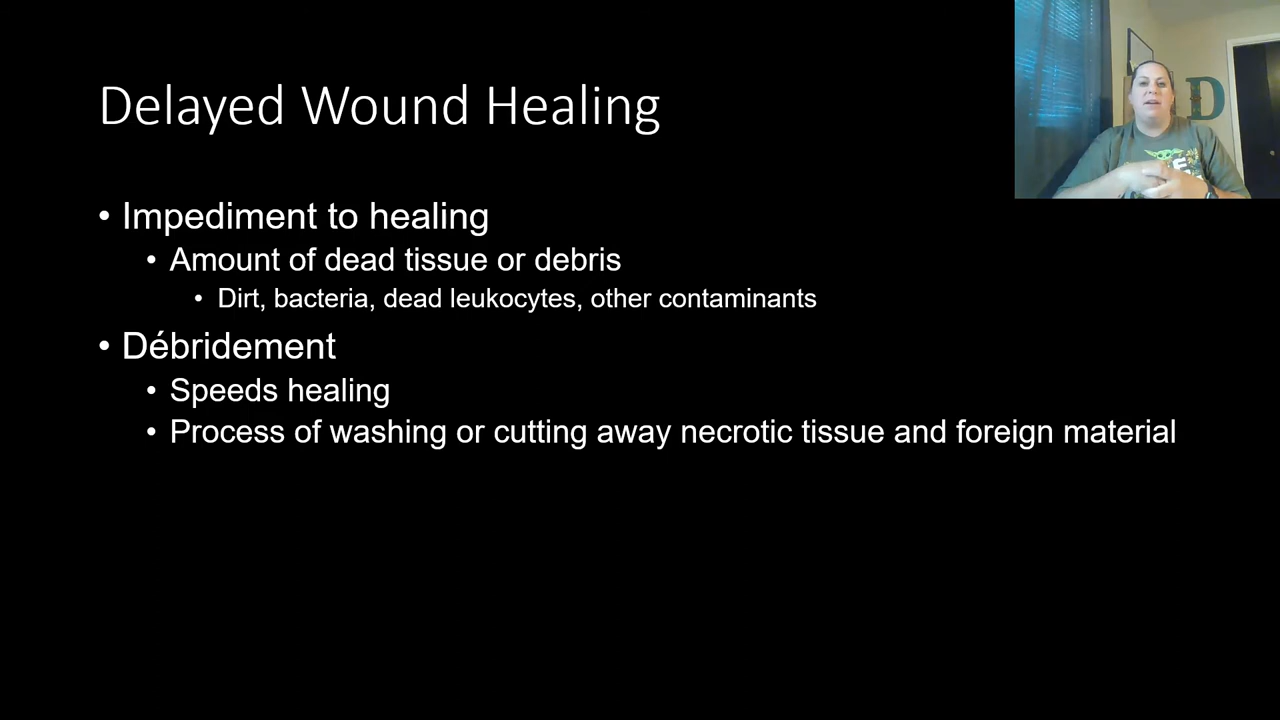 Delayed Wound Healing
• Impediment to healing
• Amount of dead tissue or debris
• Dirt, bacteria, dead leukocytes, other contaminants
• Débridement
• Speeds healing
• Process of washing or cutting away necrotic tissue and foreign material
D